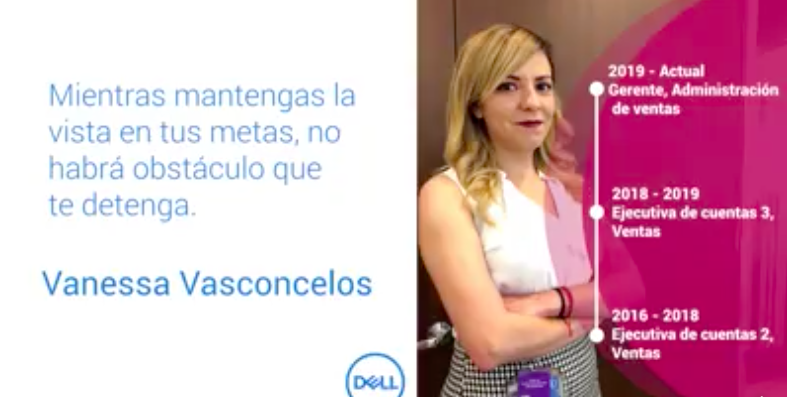 Mientras mantengas la
vista en tus metas, no
habrá obstáculo que
te detenga.
Vanessa Vasconcelos
DELL
2019 - Actual
Gerente, Administración
de ventas
2018 - 2019
Ejecutiva de cuentas 3,
Ventas
2016 - 2018
Ejecutiva de cuentas 2,
Ventas